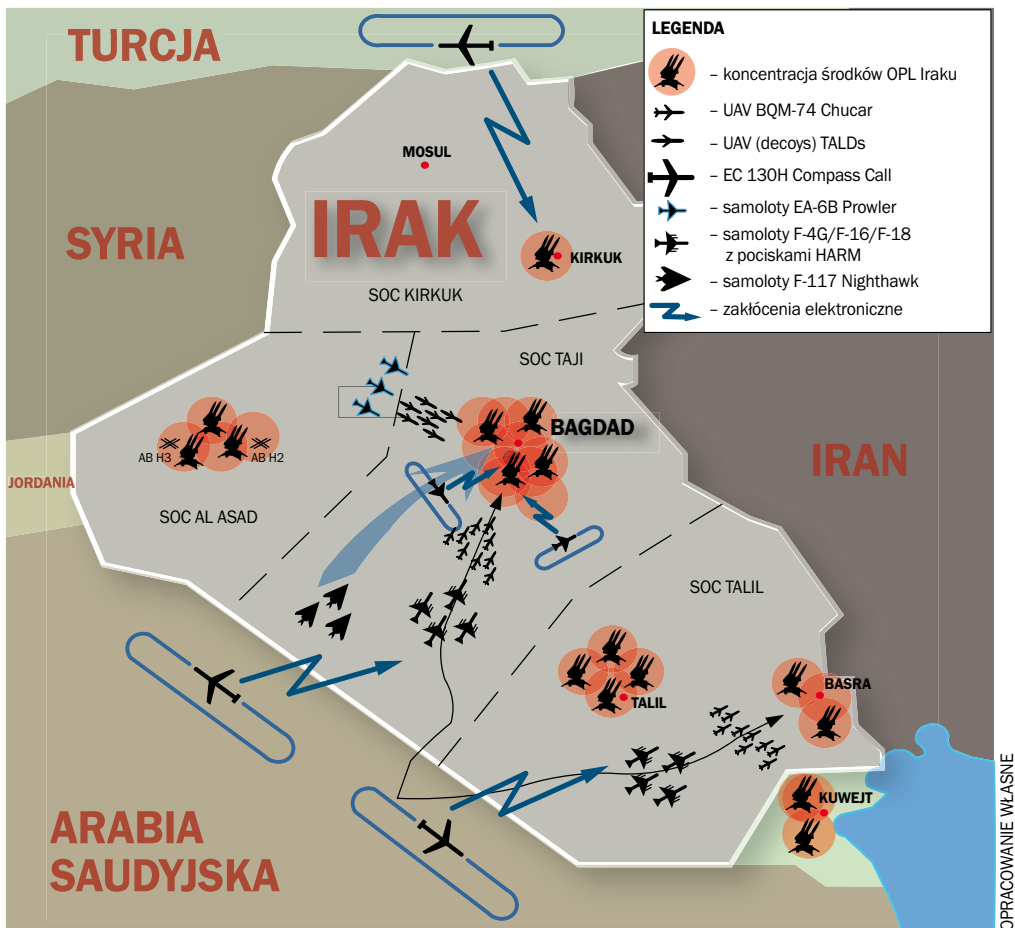 TURCJA
LEGENDA
– koncentracja środków OPL Iraku
– UAV BQM-74 Chucar
– UAV (decoys) TALDs
– EC 130H Compass Call
– samoloty EA-6B Prowler
– samoloty F-4G/F-16/F-18
z pociskami HARM
– samoloty F-117 Nighthawk
– zakłócenia elektroniczne
MOSUL
SYRIA
IRAK
KIRKUK
SOC KIRKUK
SOC TAJI
BAGDAD
IRAN
AB H3
AB H2
JORDANIA
SOC AL ASAD
SOC TALIL
TALIL
BASRA
KUWEJT
ARABIA
SAUDYJSKA
OPRACOWANIE WŁASNE